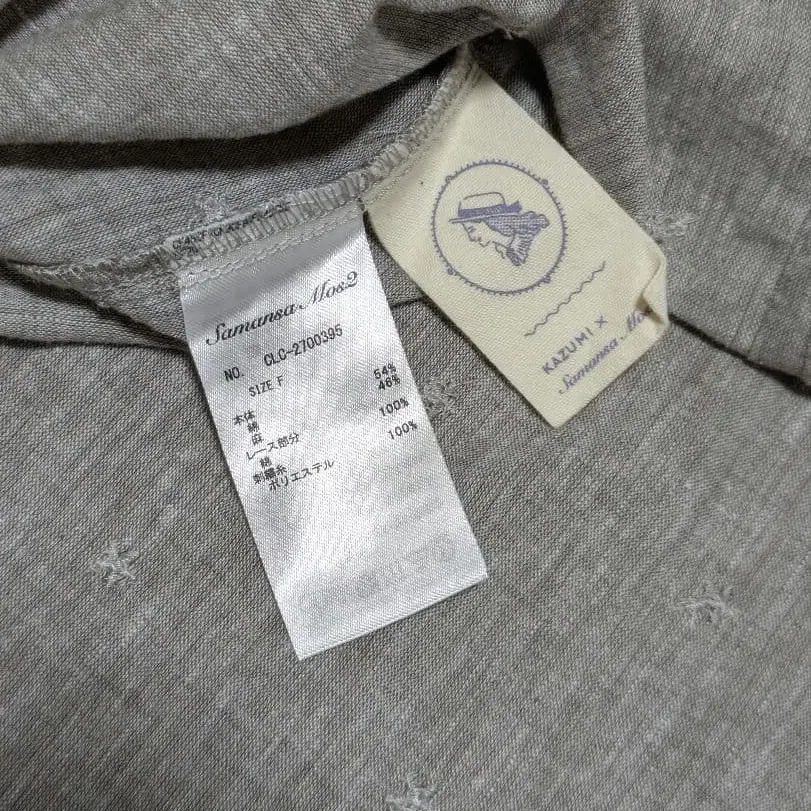 Samansa Mos2
NO. CLC-2700395
SIZE F
本体
綿 54%
麻 46%
レース部分
綿 100%
刺繍糸
ポリエステル 100%
KAZUMI ×
Samansa Mo